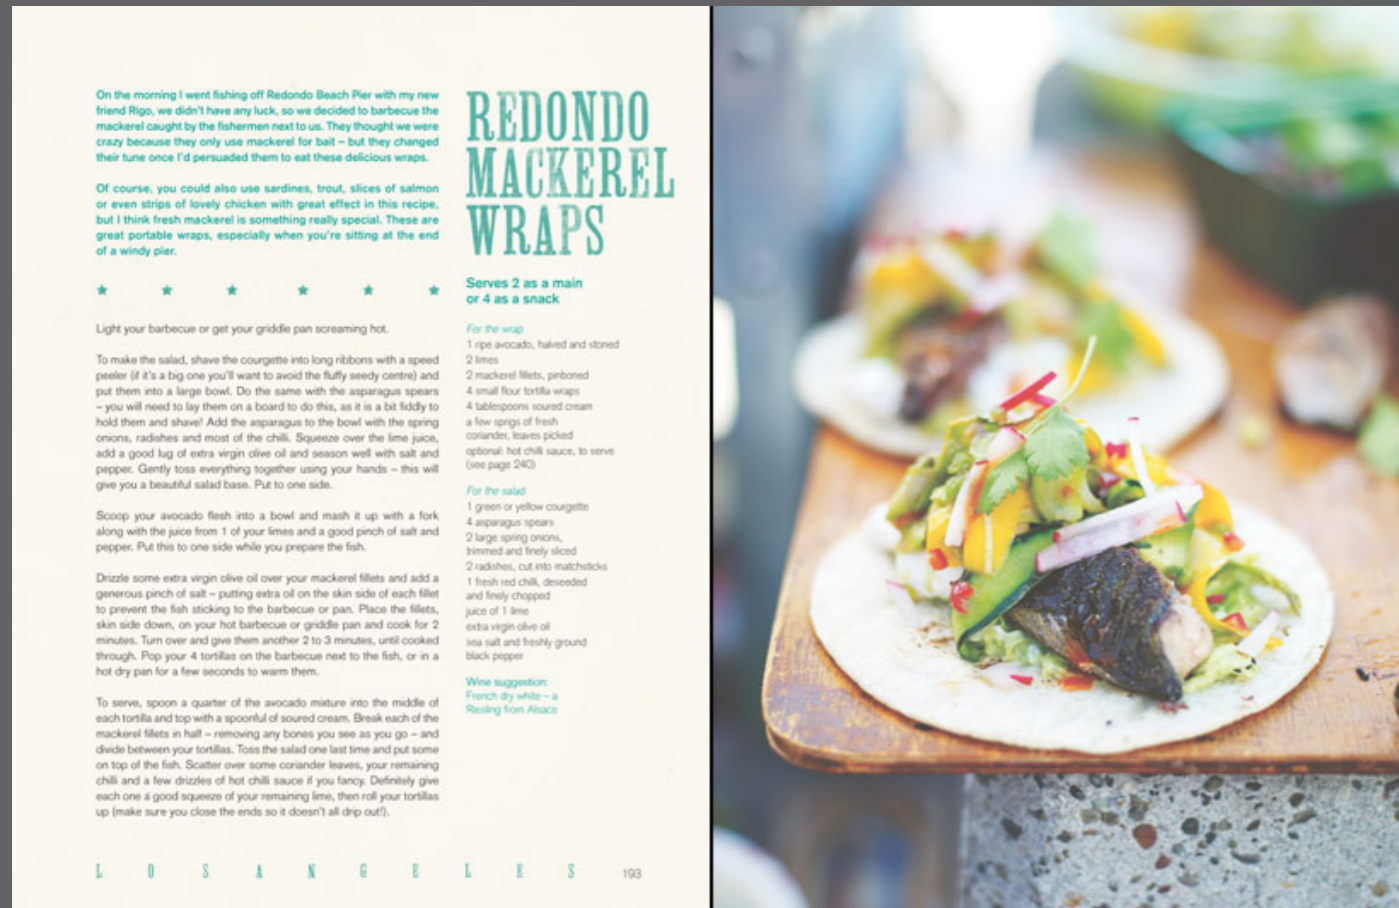 On the morning I went fishing off Redondo Beach Pier with my new
friend Rigo, we didn't have any luck, so we decided to barbecue the
mackerel caught by the fishermen next to us. They thought we were
crazy because they only use mackerel for bait – but they changed
their tune once I'd persuaded them to eat these delicious wraps.
Of course, you could also use sardines, trout, slices of salmon
or even strips of lovely chicken with great effect in this recipe,
but I think fresh mackerel is something really special. These are
great portable wraps, especially when you're sitting at the end
of a windy pier.
Light your barbecue or get your griddle pan screaming hot.
To make the salad, shave the courgette into long ribbons with a speed
peeler (if it's a big one you'll want to avoid the fluffy seedy centre) and
put them into a large bowl. Do the same with the asparagus spears
– you will need to lay them on a board to do this, as it is a bit fiddly to
hold them and shave! Add the asparagus to the bowl with the spring
onions, radishes and most of the chilli. Squeeze over the lime juice,
add a good lug of extra virgin olive oil and season well with salt and
pepper. Gently toss everything together using your hands – this will
give you a beautiful salad base. Put to one side.
Scoop your avocado flesh into a bowl and mash it up with a fork
along with the juice from 1 of your limes and a good pinch of salt and
pepper. Put this to one side while you prepare the fish.
Drizzle some extra virgin olive oil over your mackerel fillets and add a
generous pinch of salt – putting extra oil on the skin side of each fillet
to prevent the fish sticking to the barbecue or pan. Place the fillets,
skin side down, on your hot barbecue or griddle pan and cook for 2
minutes. Turn over and give them another 2 to 3 minutes, until cooked
through. Pop your 4 tortillas on the barbecue next to the fish, or in a
hot dry pan for a few seconds to warm them.
To serve, spoon a quarter of the avocado mixture into the middle of
each tortilla and top with a spoonful of soured cream. Break each of the
mackerel fillets in half – removing any bones you see as you go – and
divide between your tortillas. Toss the salad one last time and put some
on top of the fish. Scatter over some coriander leaves, your remaining
chilli and a few drizzles of hot chilli sauce if you fancy. Definitely give
each one a good squeeze of your remaining lime, then roll your tortillas
up (make sure you close the ends so it doesn't all drip out!).
REDONDO
MACKEREL
WRAPS
Serves 2 as a main
or 4 as a snack
For the wrap
1 ripe avocado, halved and stoned
2 limes
2 mackerel fillets, pinboned
4 small flour tortilla wraps
4 tablespoons soured cream
a few sprigs of fresh
coriander, leaves picked
optional: hot chilli sauce, to serve
(see page 240)
For the salad
1 green or yellow courgette
4 asparagus spears
2 large spring onions,
trimmed and finely sliced
2 radishes, cut into matchsticks
1 fresh red chilli, deseeded
and finely chopped
juice of 1 lime
extra virgin olive oil
sea salt and freshly ground
black pepper
Wine suggestion:
French dry white – a
Riesling from Alsace
LOS ANGELES
193